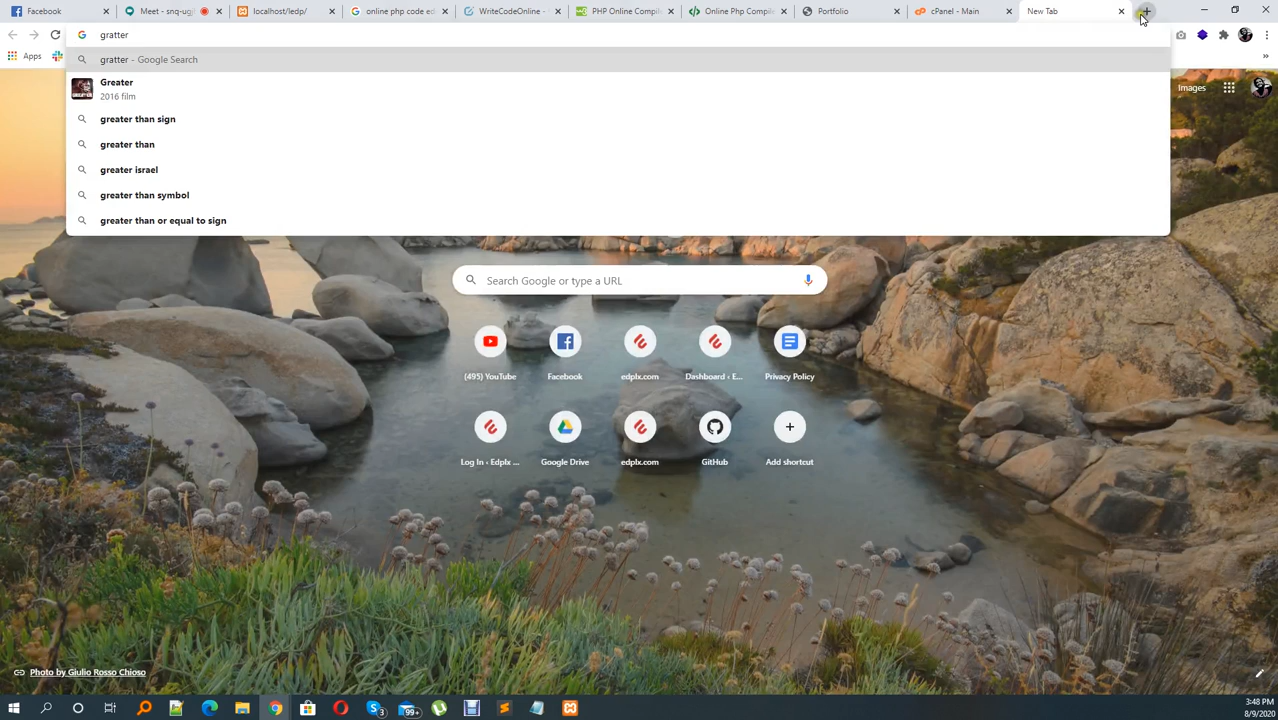 Facebook
Meet - snq-ugj
localhost/ledp/
online php code ed
WriteCodeOnline -
PHP Online Compil
Online Php Compil
Portfolio
cPanel - Main
New Tab
gratter
Apps
gratter - Google Search
Greater
2016 film
greater than sign
greater than
greater israel
greater than symbol
greater than or equal to sign
Images
Search Google or type a URL
(495) YouTube
Facebook
edplx.com
Dashboard ‹ E...
Privacy Policy
Log In ‹ Edplx ...
Google Drive
edplx.com
GitHub
Add shortcut
Photo by Giulio Rosso Chioso
3
99+
3:48 PM
8/9/2020